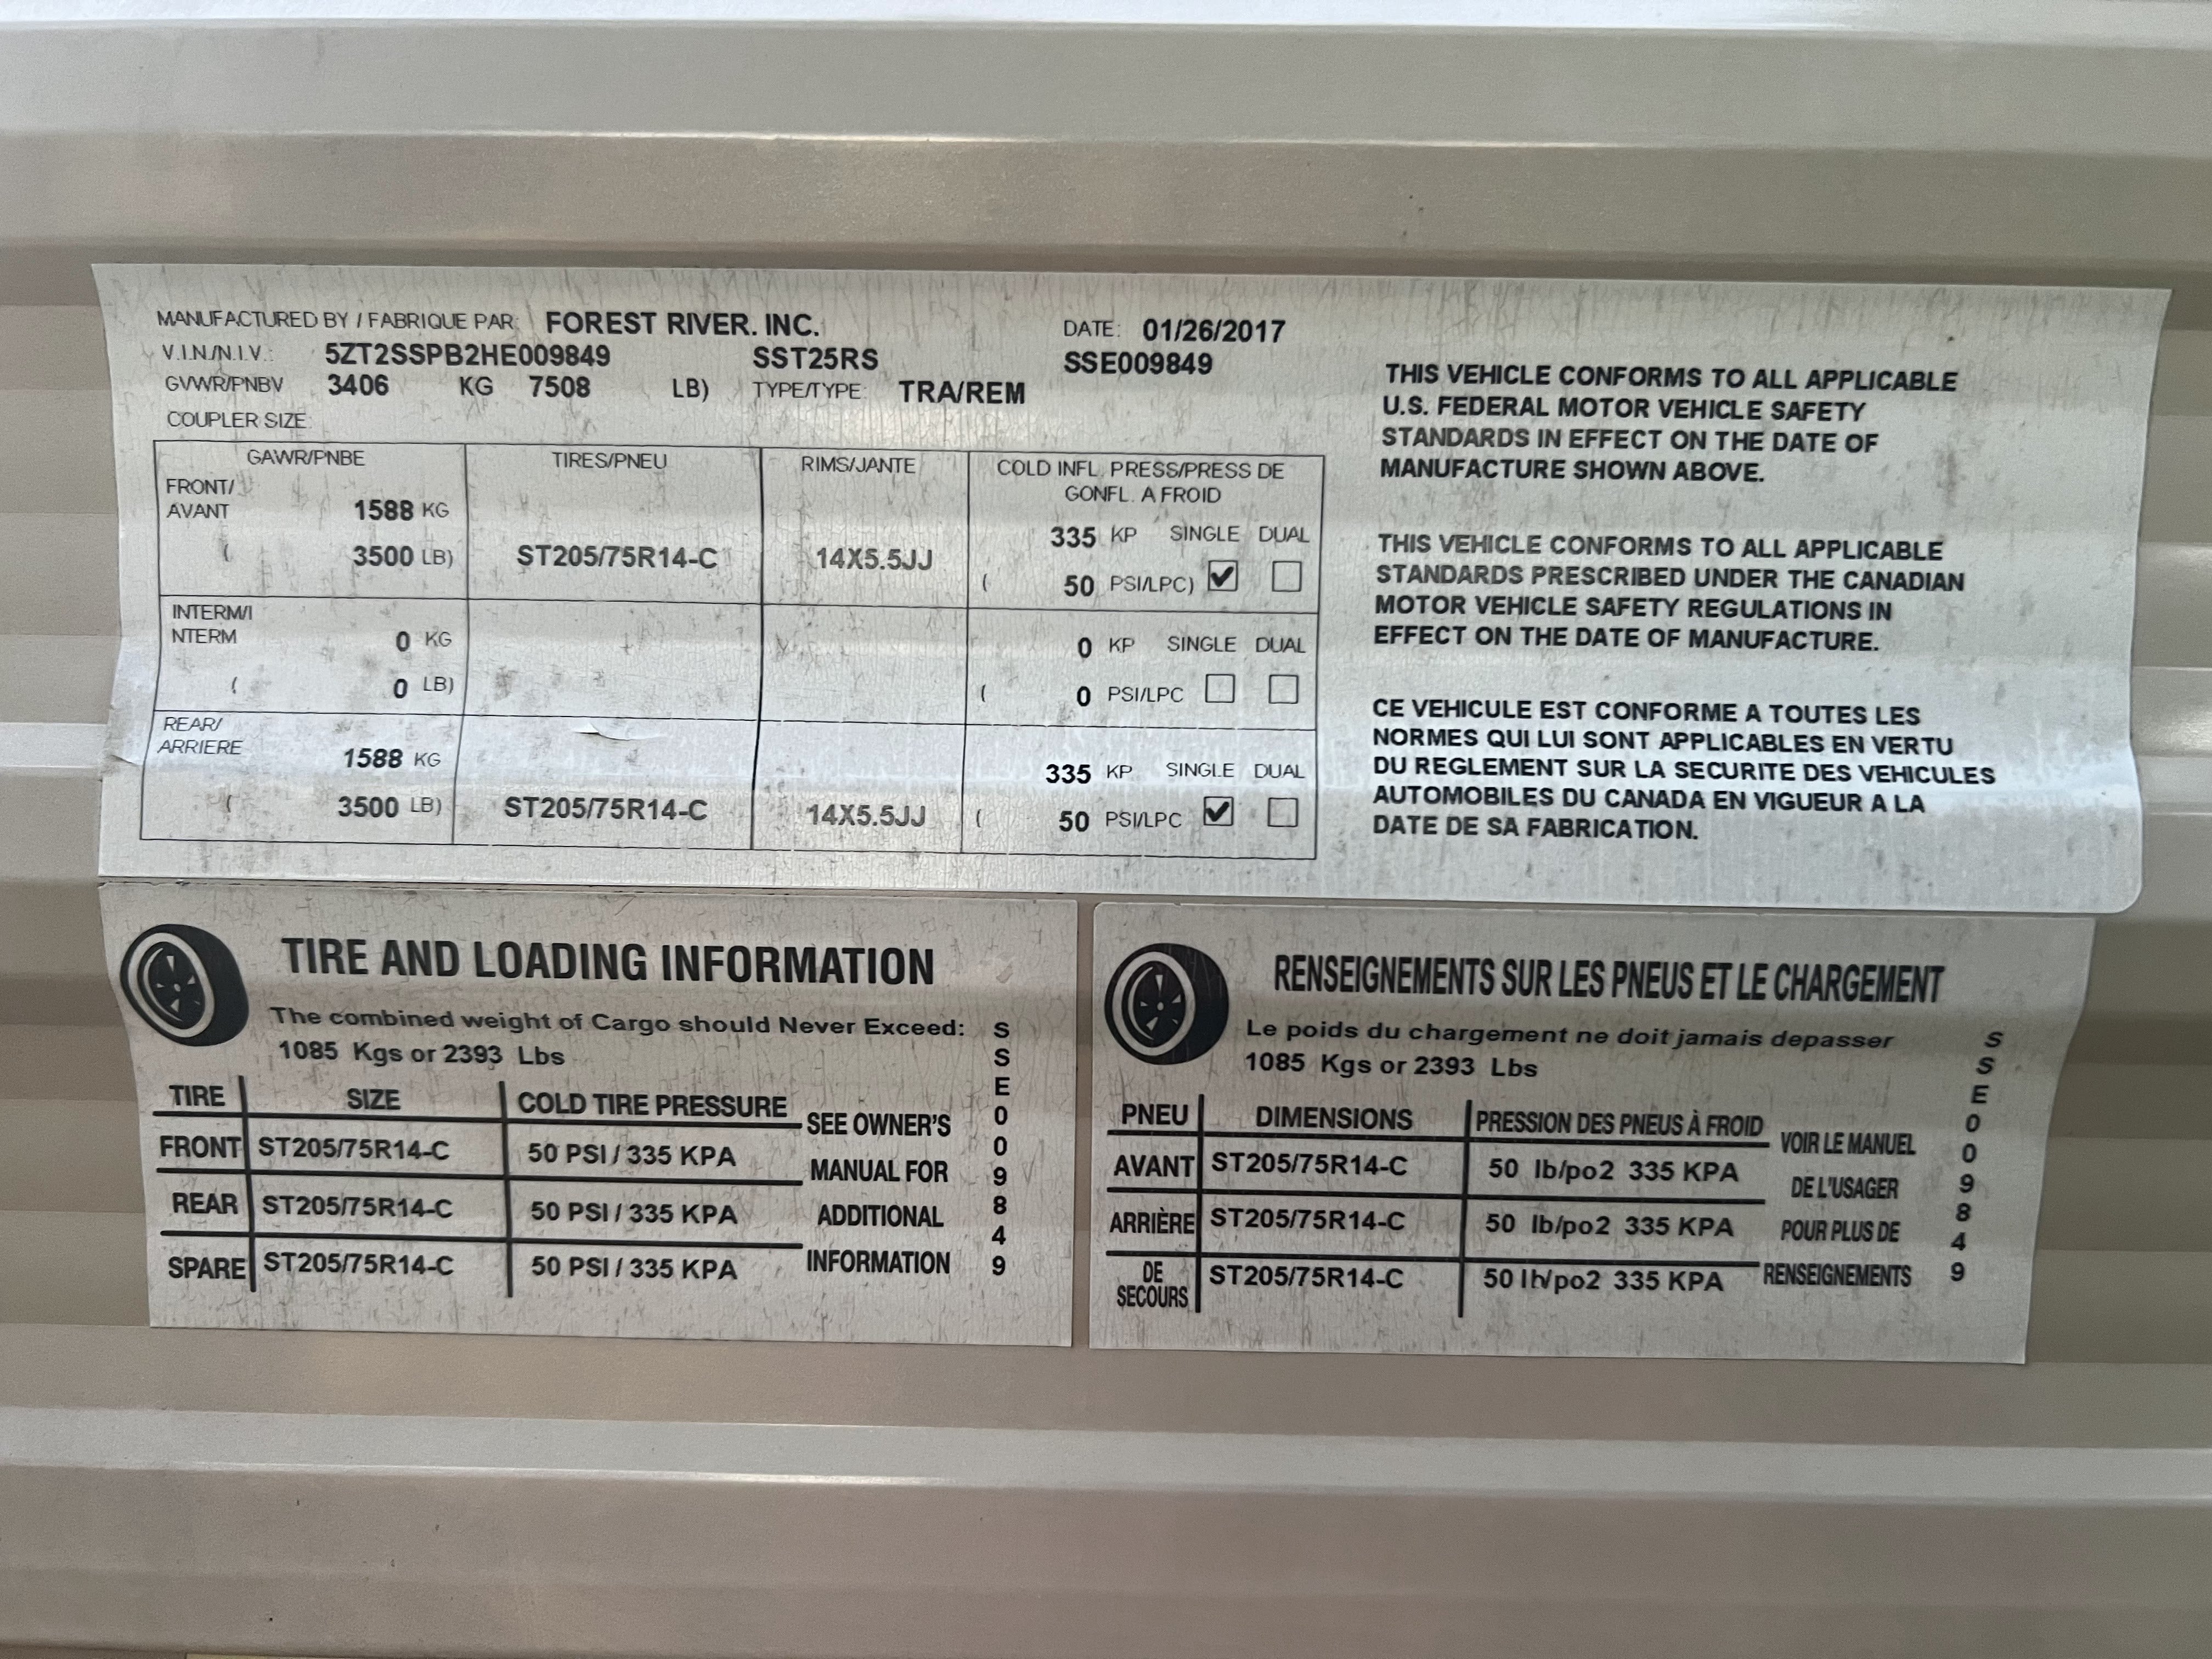 MANUFACTURED BY / FABRIQUE PAR: FOREST RIVER. INC. DATE: 01/26/2017
V.I.N./N.I.V.: 5ZT2SSPB2HE009849 SST25RS SSE009849
GVWR/PNBV 3406 KG 7508 LB) TYPE/TYPE: TRA/REM
COUPLER SIZE:
GAWR/PNBE TIRES/PNEU RIMS/JANTE COLD INFL. PRESS/PRESS DE
GONFL. A FROID
FRONT/
AVANT 1588 KG 335 KP SINGLE DUAL
( 3500 LB) ST205/75R14-C 14X5.5JJ ( 50 PSI/LPC)
INTERM/I
NTERM 0 KG 0 KP SINGLE DUAL
( 0 LB) ( 0 PSI/LPC
REAR/
ARRIERE 1588 KG 335 KP SINGLE DUAL
( 3500 LB) ST205/75R14-C 14X5.5JJ ( 50 PSI/LPC
THIS VEHICLE CONFORMS TO ALL APPLICABLE
U.S. FEDERAL MOTOR VEHICLE SAFETY
STANDARDS IN EFFECT ON THE DATE OF
MANUFACTURE SHOWN ABOVE.
THIS VEHICLE CONFORMS TO ALL APPLICABLE
STANDARDS PRESCRIBED UNDER THE CANADIAN
MOTOR VEHICLE SAFETY REGULATIONS IN
EFFECT ON THE DATE OF MANUFACTURE.
CE VEHICULE EST CONFORME A TOUTES LES
NORMES QUI LUI SONT APPLICABLES EN VERTU
DU REGLEMENT SUR LA SECURITE DES VEHICULES
AUTOMOBILES DU CANADA EN VIGUEUR A LA
DATE DE SA FABRICATION.
TIRE AND LOADING INFORMATION
The combined weight of Cargo should Never Exceed:
1085 Kgs or 2393 Lbs
TIRE SIZE COLD TIRE PRESSURE
FRONT ST205/75R14-C 50 PSI / 335 KPA
REAR ST205/75R14-C 50 PSI / 335 KPA
SPARE ST205/75R14-C 50 PSI / 335 KPA
SEE OWNER'S
MANUAL FOR
ADDITIONAL
INFORMATION
SSE009849
RENSEIGNEMENTS SUR LES PNEUS ET LE CHARGEMENT
Le poids du chargement ne doit jamais depasser
1085 Kgs or 2393 Lbs
PNEU DIMENSIONS PRESSION DES PNEUS À FROID
AVANT ST205/75R14-C 50 lb/po2 335 KPA
ARRIÈRE ST205/75R14-C 50 lb/po2 335 KPA
DE
SECOURS ST205/75R14-C 50 lb/po2 335 KPA
VOIR LE MANUEL
DE L'USAGER
POUR PLUS DE
RENSEIGNEMENTS
SSE009849